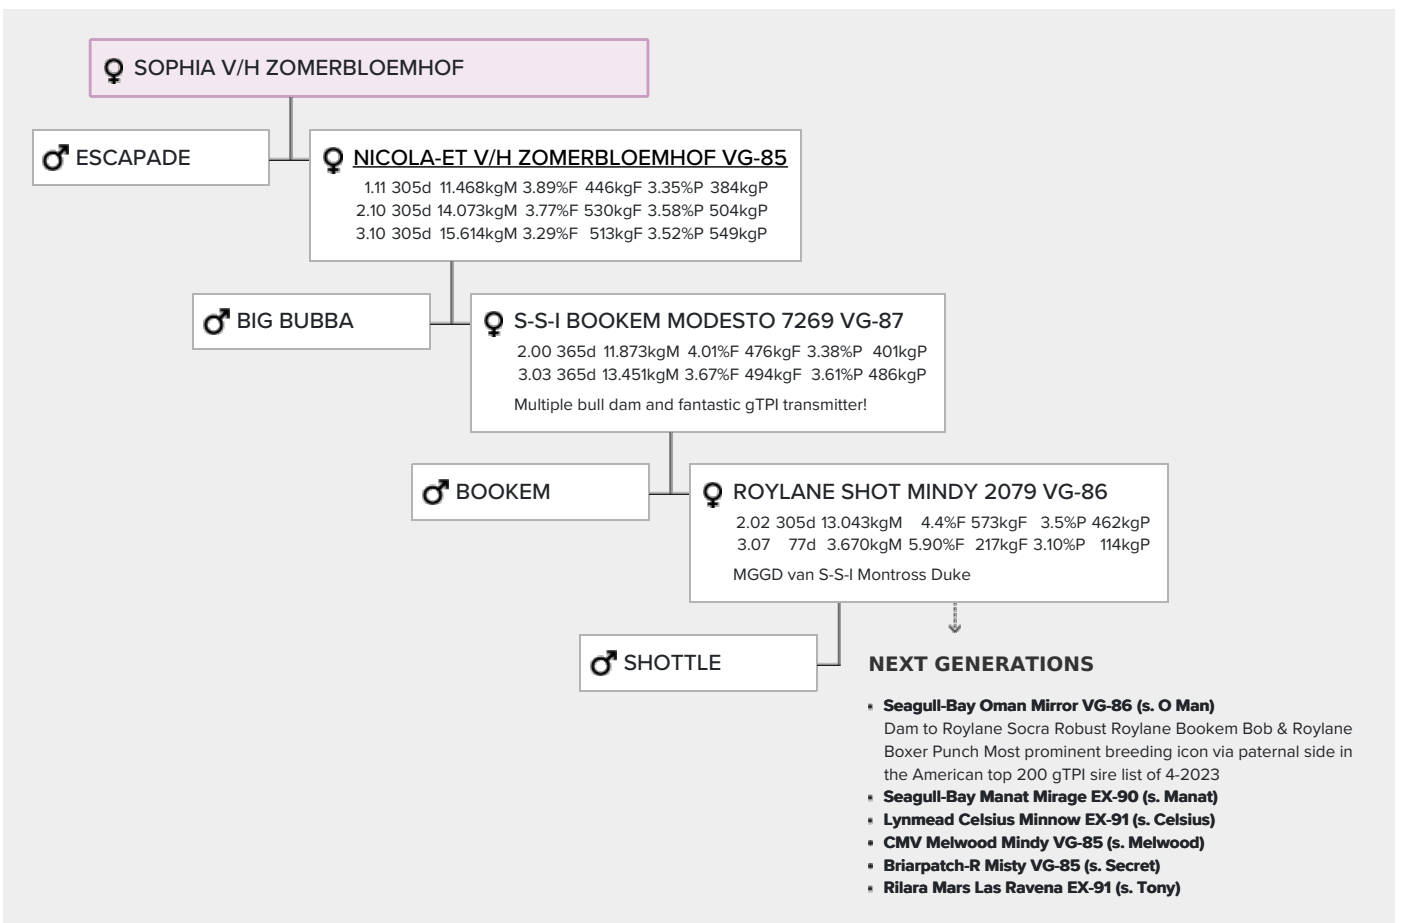 SOPHIA V/H ZOMERBLOEMHOF
ESCAPADE
NICOLA-ET V/H ZOMERBLOEMHOF VG-85
1.11 305d 11.468kgM 3.89%F 446kgF 3.35%P 384kgP
2.10 305d 14.073kgM 3.77%F 530kgF 3.58%P 504kgP
3.10 305d 15.614kgM 3.29%F 513kgF 3.52%P 549kgP
BIG BUBBA
S-S-I BOOKEM MODESTO 7269 VG-87
2.00 365d 11.873kgM 4.01%F 476kgF 3.38%P 401kgP
3.03 365d 13.451kgM 3.67%F 494kgF 3.61%P 486kgP
Multiple bull dam and fantastic gTPI transmitter!
BOOKEM
ROYLANE SHOT MINDY 2079 VG-86
2.02 305d 13.043kgM 4.4%F 573kgF 3.5%P 462kgP
3.07 77d 3.670kgM 5.90%F 217kgF 3.10%P 114kgP
MGGD van S-S-I Montross Duke
SHOTTLE
NEXT GENERATIONS
Seagull-Bay Oman Mirror VG-86 (s. O Man)
Dam to Roylane Socra Robust Roylane Bookem Bob & Roylane
Boxer Punch Most prominent breeding icon via paternal side in
the American top 200 gTPI sire list of 4-2023
Seagull-Bay Manat Mirage EX-90 (s. Manat)
Lynmead Celsius Minnow EX-91 (s. Celsius)
CMV Melwood Mindy VG-85 (s. Melwood)
Briarpatch-R Misty VG-85 (s. Secret)
Rilara Mars Las Ravena EX-91 (s. Tony)